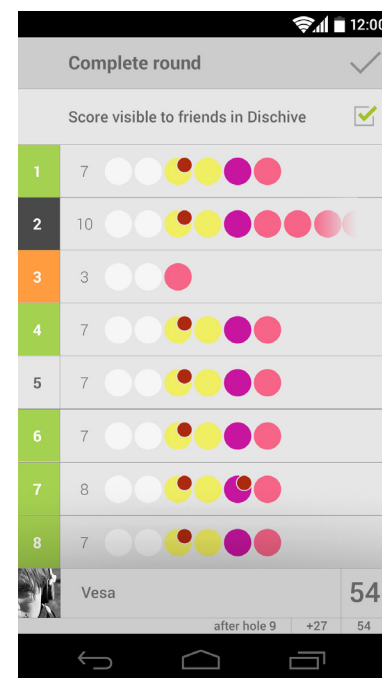 12:00
Complete round
Score visible to friends in Dischive
1 7
2 10
3 3
4 7
5 7
6 7
7 8
8 7
Vesa 54
after hole 9 +27 54